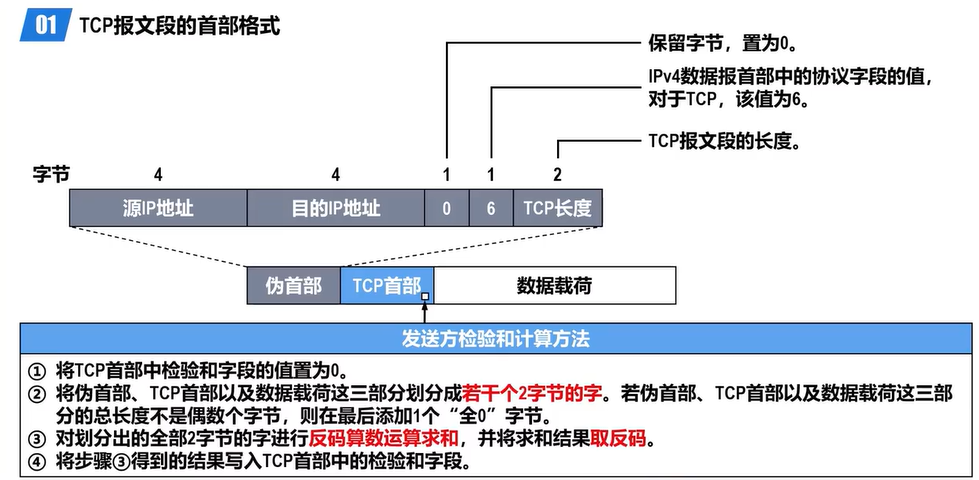 01 TCP报文段的首部格式
保留字节，置为0。
IPv4数据报首部中的协议字段的值，
对于TCP，该值为6。
TCP报文段的长度。
字节 4 4 1 1 2
源IP地址 目的IP地址 0 6 TCP长度
伪首部 TCP首部 数据载荷
发送方检验和计算方法
① 将TCP首部中检验和字段的值置为0。
② 将伪首部、TCP首部以及数据载荷这三部分划分成若干个2字节的字。若伪首部、TCP首部以及数据载荷这三部
分的总长度不是偶数个字节，则在最后添加1个“全0”字节。
③ 对划分出的全部2字节的字进行反码算数运算求和，并将求和结果取反码。
④ 将步骤③得到的结果写入TCP首部中的检验和字段。